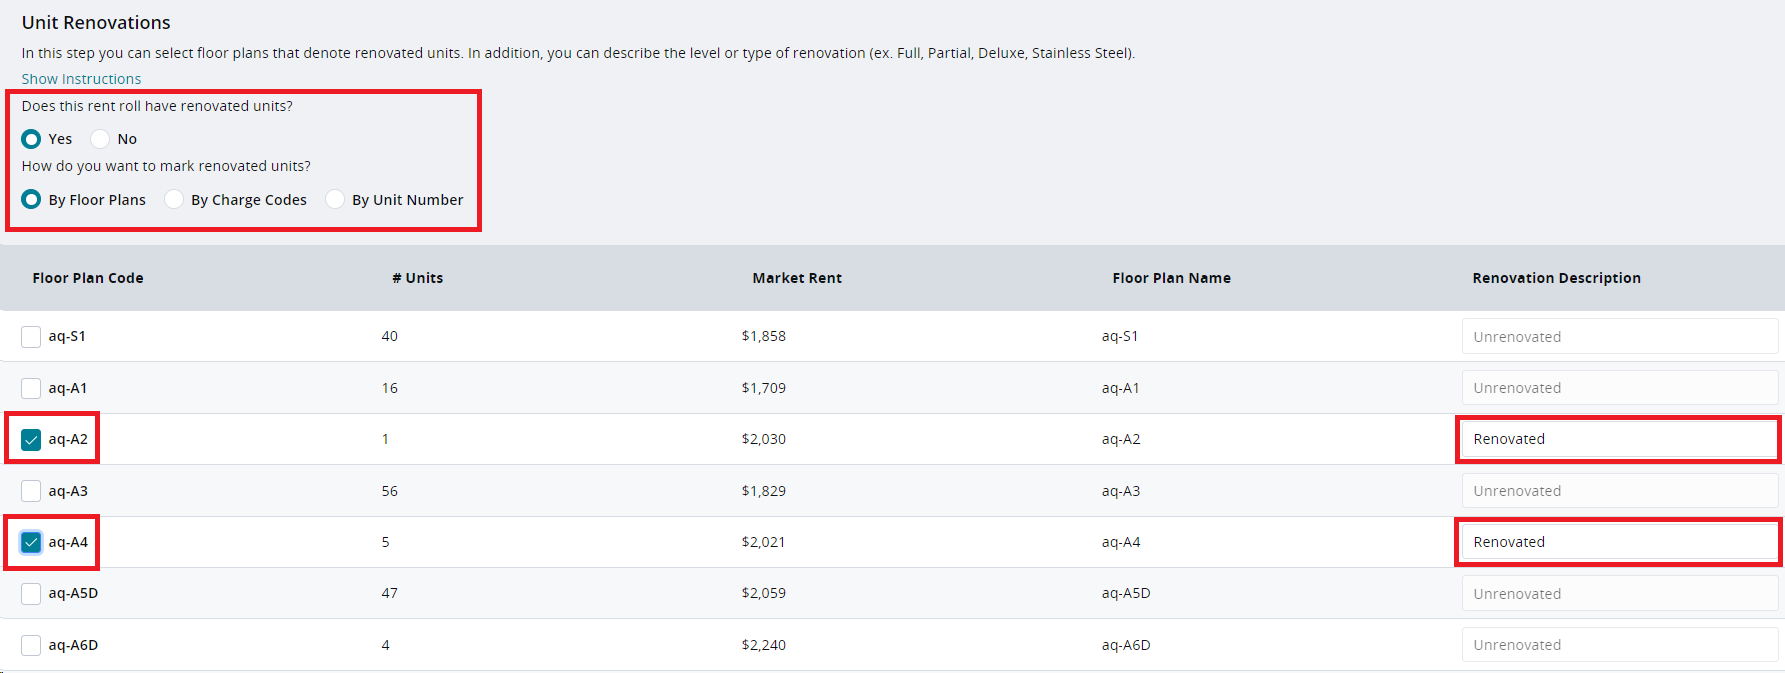 Unit Renovations
In this step you can select floor plans that denote renovated units. In addition, you can describe the level or type of renovation (ex. Full, Partial, Deluxe, Stainless Steel).
Show Instructions
Does this rent roll have renovated units?
Yes No
How do you want to mark renovated units?
By Floor Plans By Charge Codes By Unit Number
Floor Plan Code # Units Market Rent Floor Plan Name Renovation Description
aq-S1 40 $1,858 aq-S1 Unrenovated
aq-A1 16 $1,709 aq-A1 Unrenovated
aq-A2 1 $2,030 aq-A2 Renovated
aq-A3 56 $1,829 aq-A3 Unrenovated
aq-A4 5 $2,021 aq-A4 Renovated
aq-A5D 47 $2,059 aq-A5D Unrenovated
aq-A6D 4 $2,240 aq-A6D Unrenovated